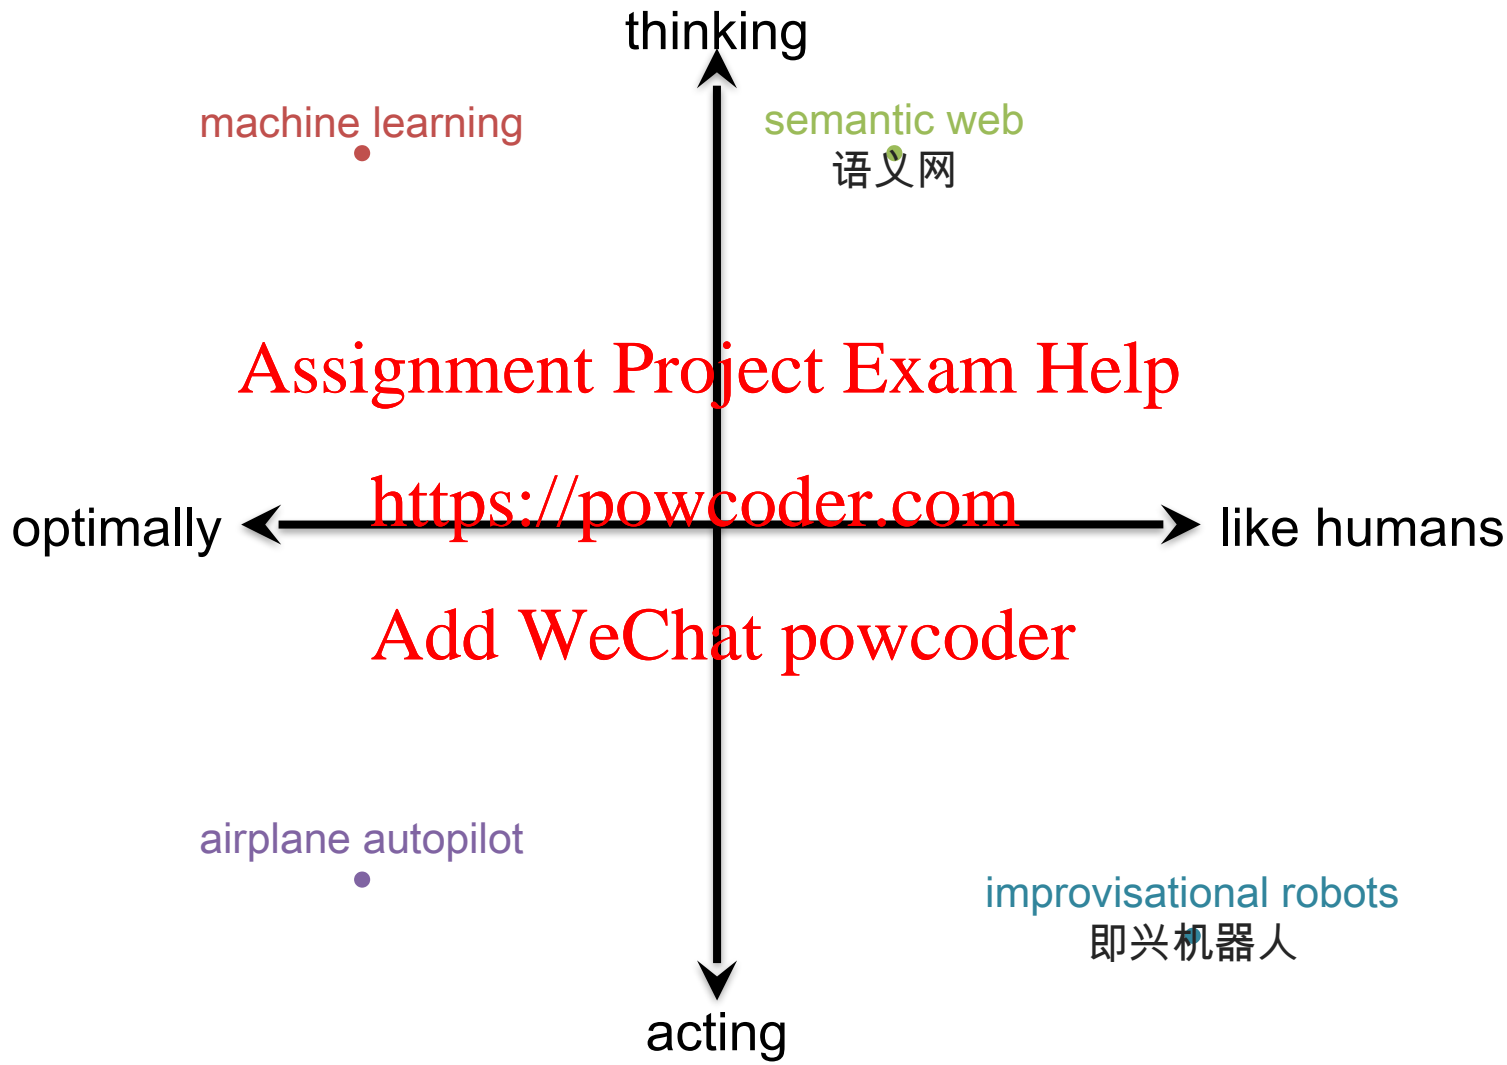 thinking
machine learning
semantic web
语义网
Assignment Project Exam Help
https://powcoder.com
optimally
like humans
Add WeChat powcoder
airplane autopilot
improvisational robots
即兴机器人
acting